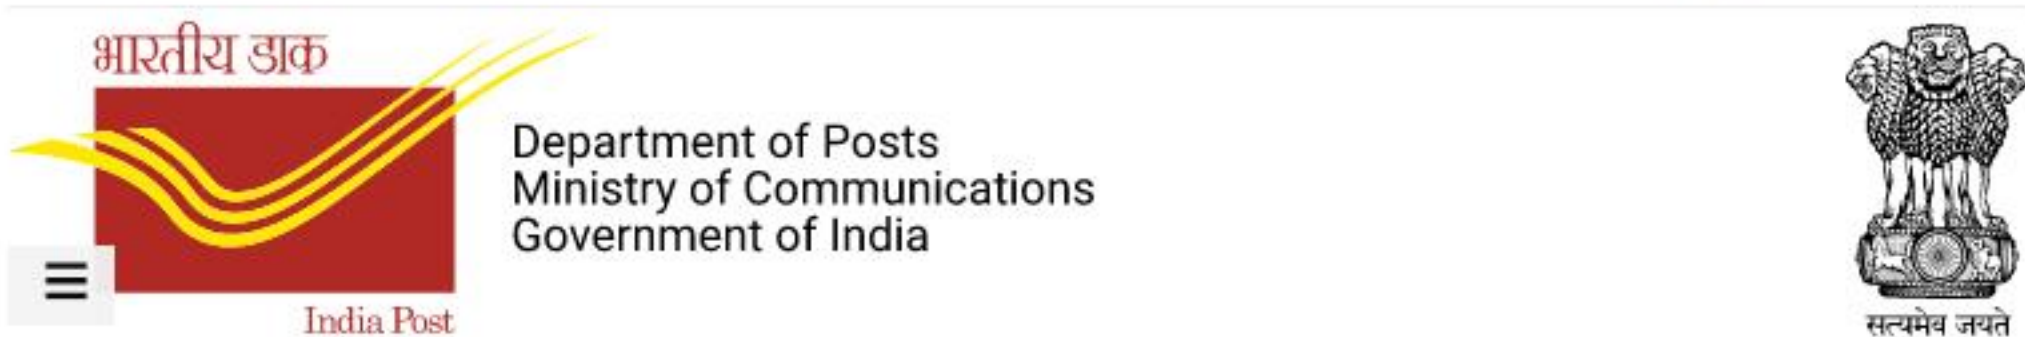 भारतीय डाक
India Post
Department of Posts
Ministry of Communications
Government of India
सत्यमेव जयते